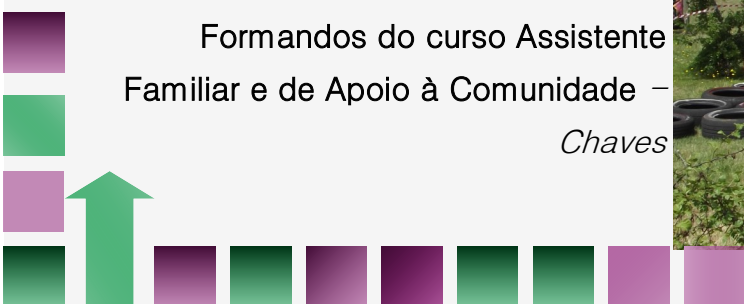 Formandos do curso Assistente
Familiar e de Apoio à Comunidade –
Chaves